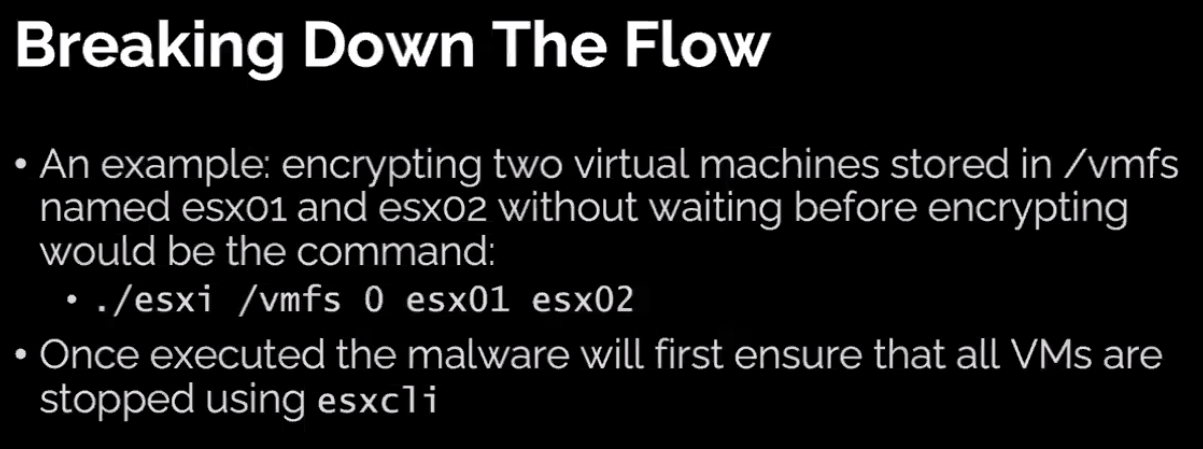 Breaking Down The Flow
• An example: encrypting two virtual machines stored in /vmfs
named esx01 and esx02 without waiting before encrypting
would be the command:
• ./esxi /vmfs 0 esx01 esx02
• Once executed the malware will first ensure that all VMs are
stopped using esxcli